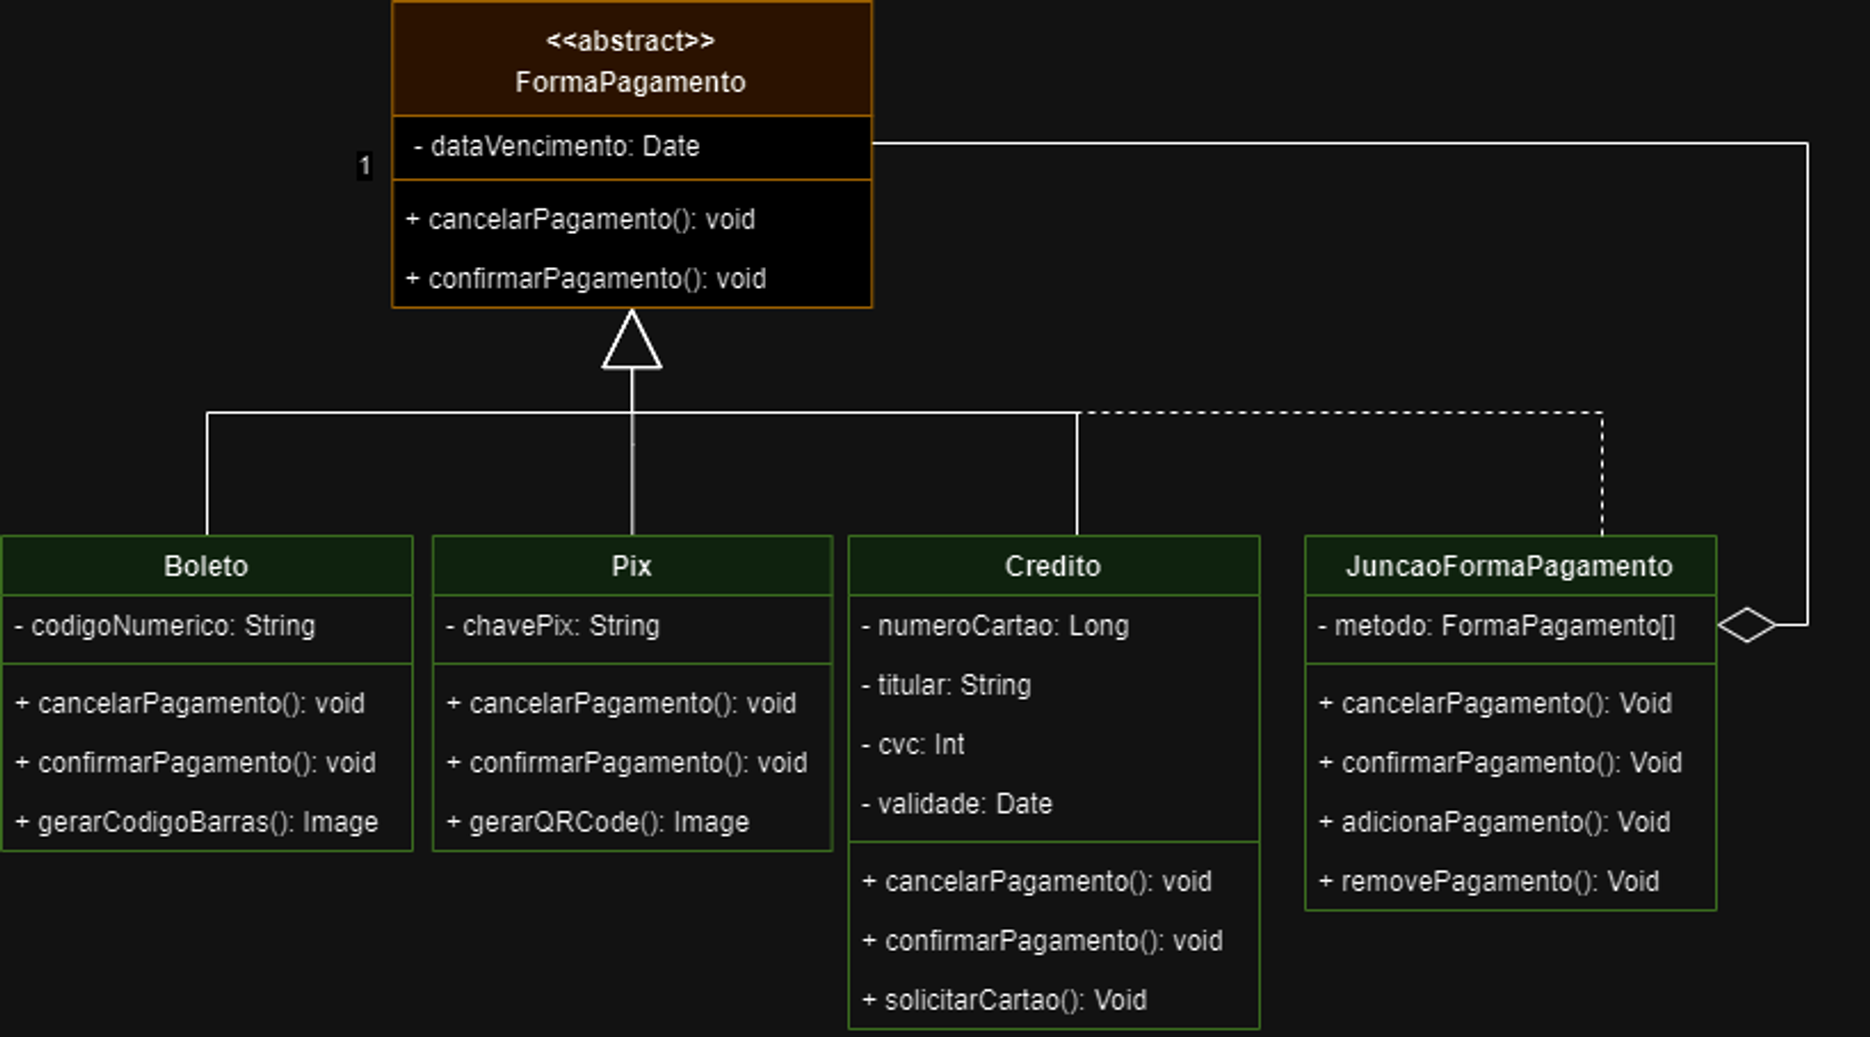 <<abstract>>
FormaPagamento
- dataVencimento: Date
1
+ cancelarPagamento(): void
+ confirmarPagamento(): void
Boleto
- codigoNumerico: String
+ cancelarPagamento(): void
+ confirmarPagamento(): void
+ gerarCodigoBarras(): Image
Pix
- chavePix: String
+ cancelarPagamento(): void
+ confirmarPagamento(): void
+ gerarQRCode(): Image
Credito
- numeroCartao: Long
- titular: String
- cvc: Int
- validade: Date
+ cancelarPagamento(): void
+ confirmarPagamento(): void
+ solicitarCartao(): Void
JuncaoFormaPagamento
- metodo: FormaPagamento[]
+ cancelarPagamento(): Void
+ confirmarPagamento(): Void
+ adicionaPagamento(): Void
+ removePagamento(): Void